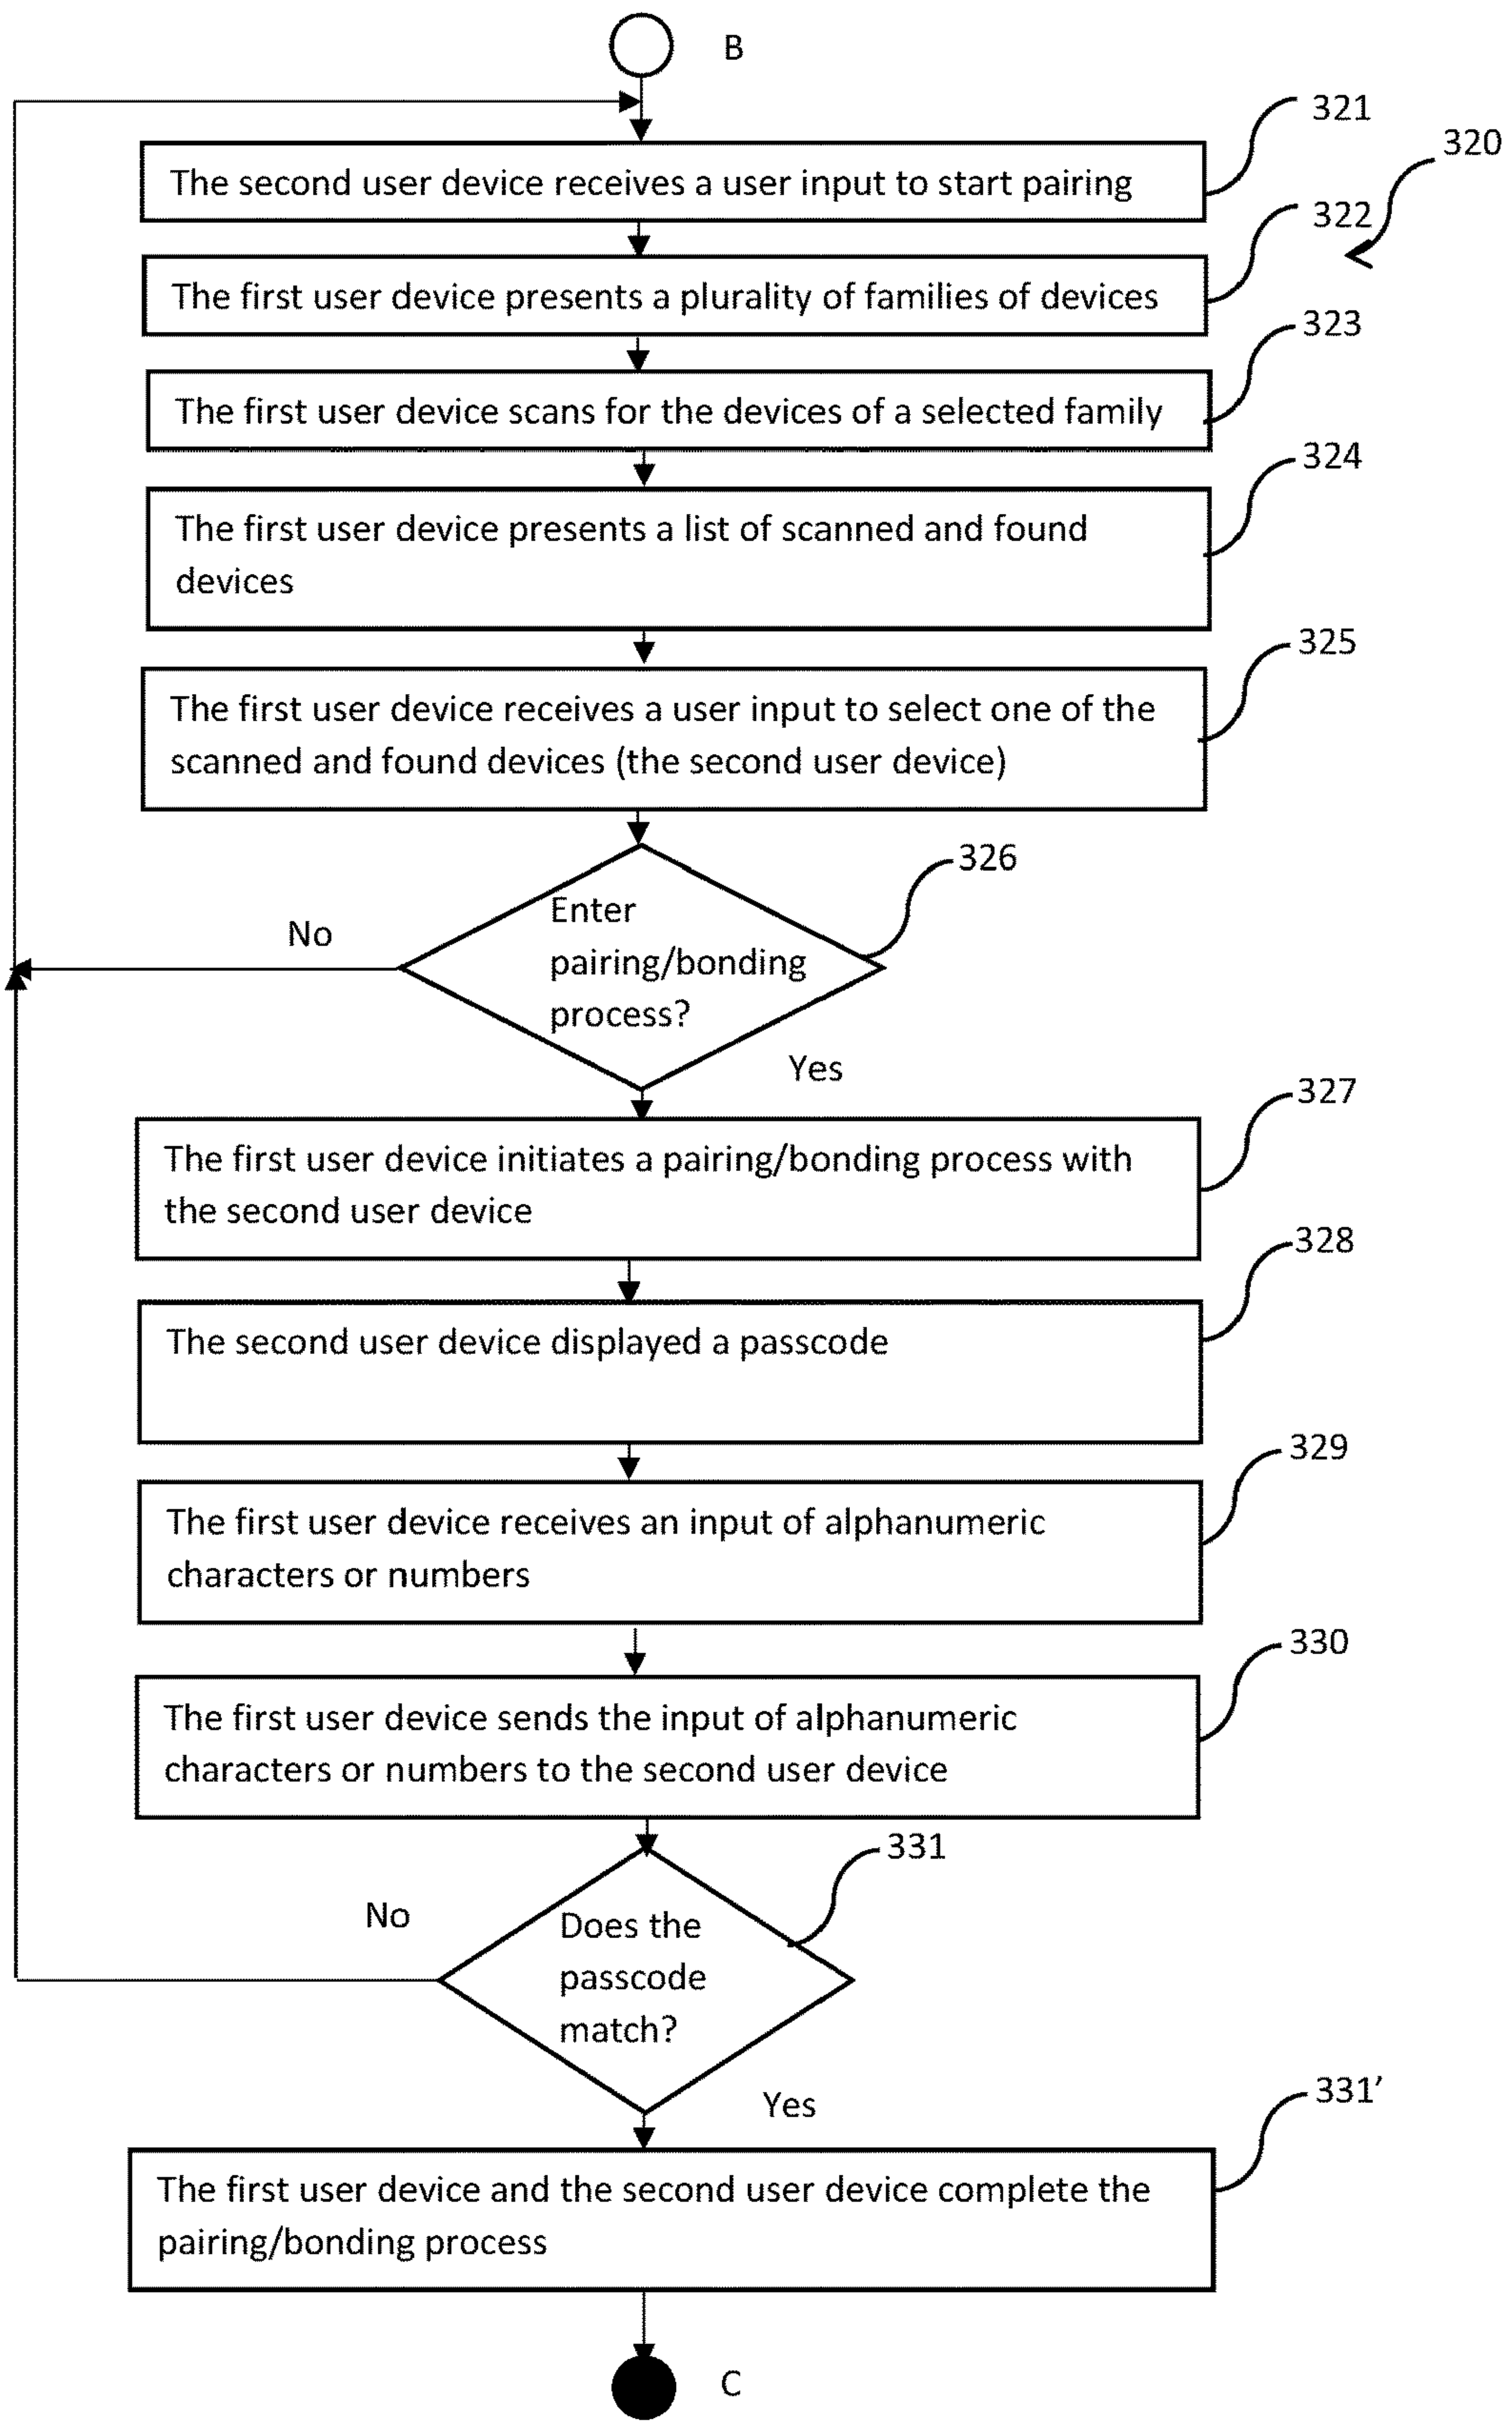 B
321
320
The second user device receives a user input to start pairing
322
The first user device presents a plurality of families of devices
323
The first user device scans for the devices of a selected family
324
The first user device presents a list of scanned and found
devices
325
The first user device receives a user input to select one of the
scanned and found devices (the second user device)
326
Enter
No
pairing/bonding
process?
Yes
327
The first user device initiates a pairing/bonding process with
the second user device
328
The second user device displayed a passcode
329
The first user device receives an input of alphanumeric
characters or numbers
330
The first user device sends the input of alphanumeric
characters or numbers to the second user device
331
No
Does the
passcode
match?
Yes
331’
The first user device and the second user device complete the
pairing/bonding process
C